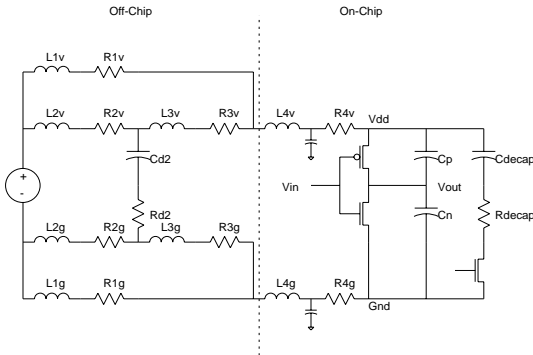 Off-Chip On-Chip
L1v R1v
L2v R2v L3v R3v L4v R4v Vdd
Cd2 Cp Cdecap
+
-
Vin Vout
Rd2 Cn Rdecap
L2g R2g L3g R3g
L1g R1g L4g R4g Gnd